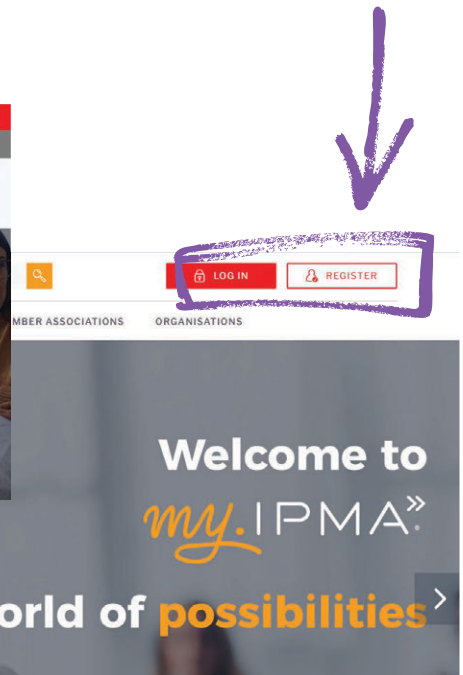 LOG IN
REGISTER
MBER ASSOCIATIONS ORGANISATIONS
Welcome to
my.IPMA
orld of possibilities